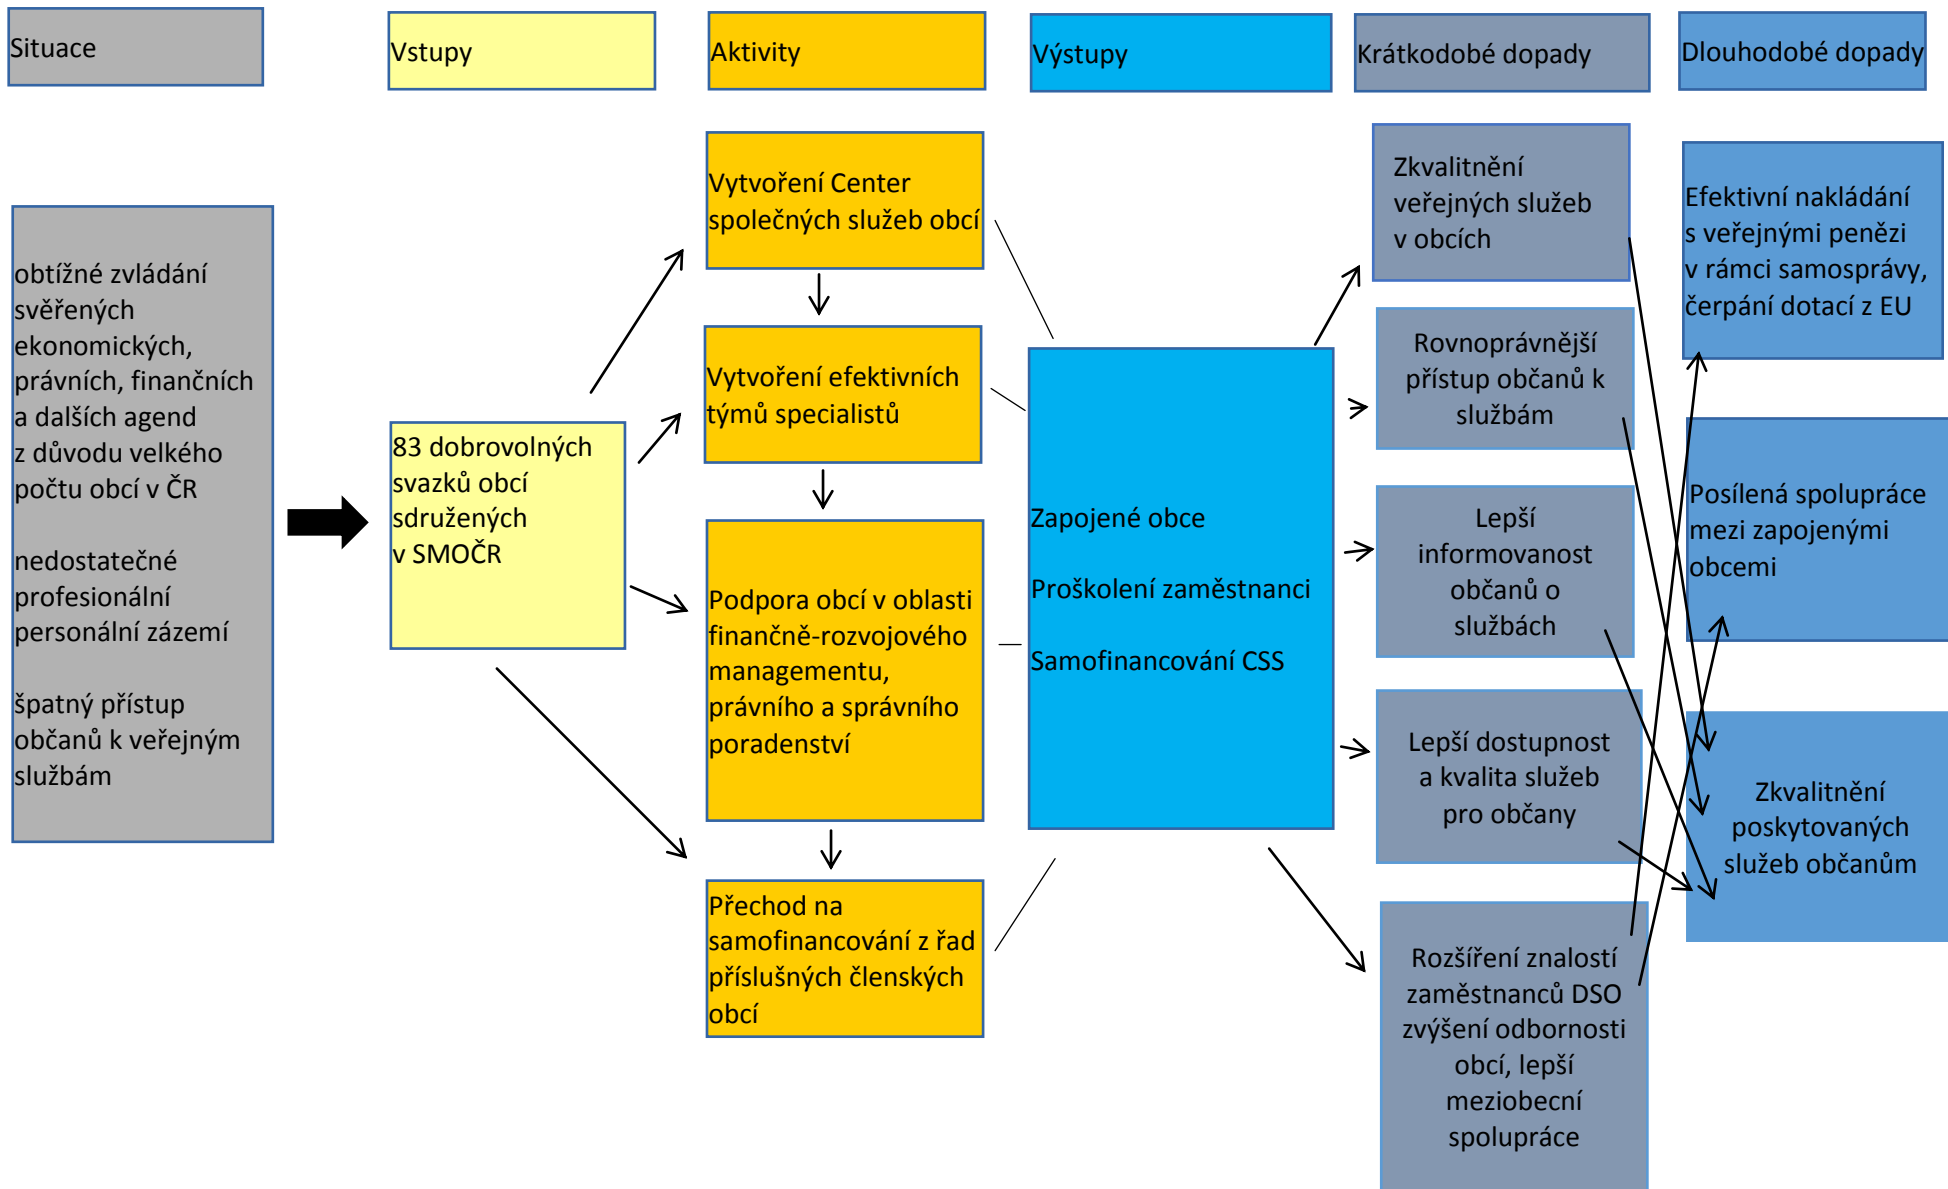 Situace
Vstupy
Aktivity
Výstupy
Krátkodobé dopady
Dlouhodobé dopady
obtížné zvládání
svěřených
ekonomických,
právních, finančních
a dalších agend
z důvodu velkého
počtu obcí v ČR
nedostatečné
profesionální
personální zázemí
špatný přístup
občanů k veřejným
službám
83 dobrovolných
svazků obcí
sdružených
v SMOČR
Vytvoření Center
společných služeb obcí
Vytvoření efektivních
týmů specialistů
Podpora obcí v oblasti
finančně-rozvojového
managementu,
právního a správního
poradenství
Přechod na
samofinancování z řad
příslušných členských
obcí
Zapojené obce
Proškolení zaměstnanci
Samofinancování CSS
Zkvalitnění
veřejných služeb
v obcích
Rovnoprávnější
přístup občanů k
službám
Lepší
informovanost
občanů o
službách
Lepší dostupnost
a kvalita služeb
pro občany
Rozšíření znalostí
zaměstnanců DSO
zvýšení odbornosti
obcí, lepší
meziobecní
spolupráce
Efektivní nakládání
s veřejnými penězi
v rámci samosprávy,
čerpání dotací z EU
Posílená spolupráce
mezi zapojenými
obcemi
Zkvalitnění
poskytovaných
služeb občanům